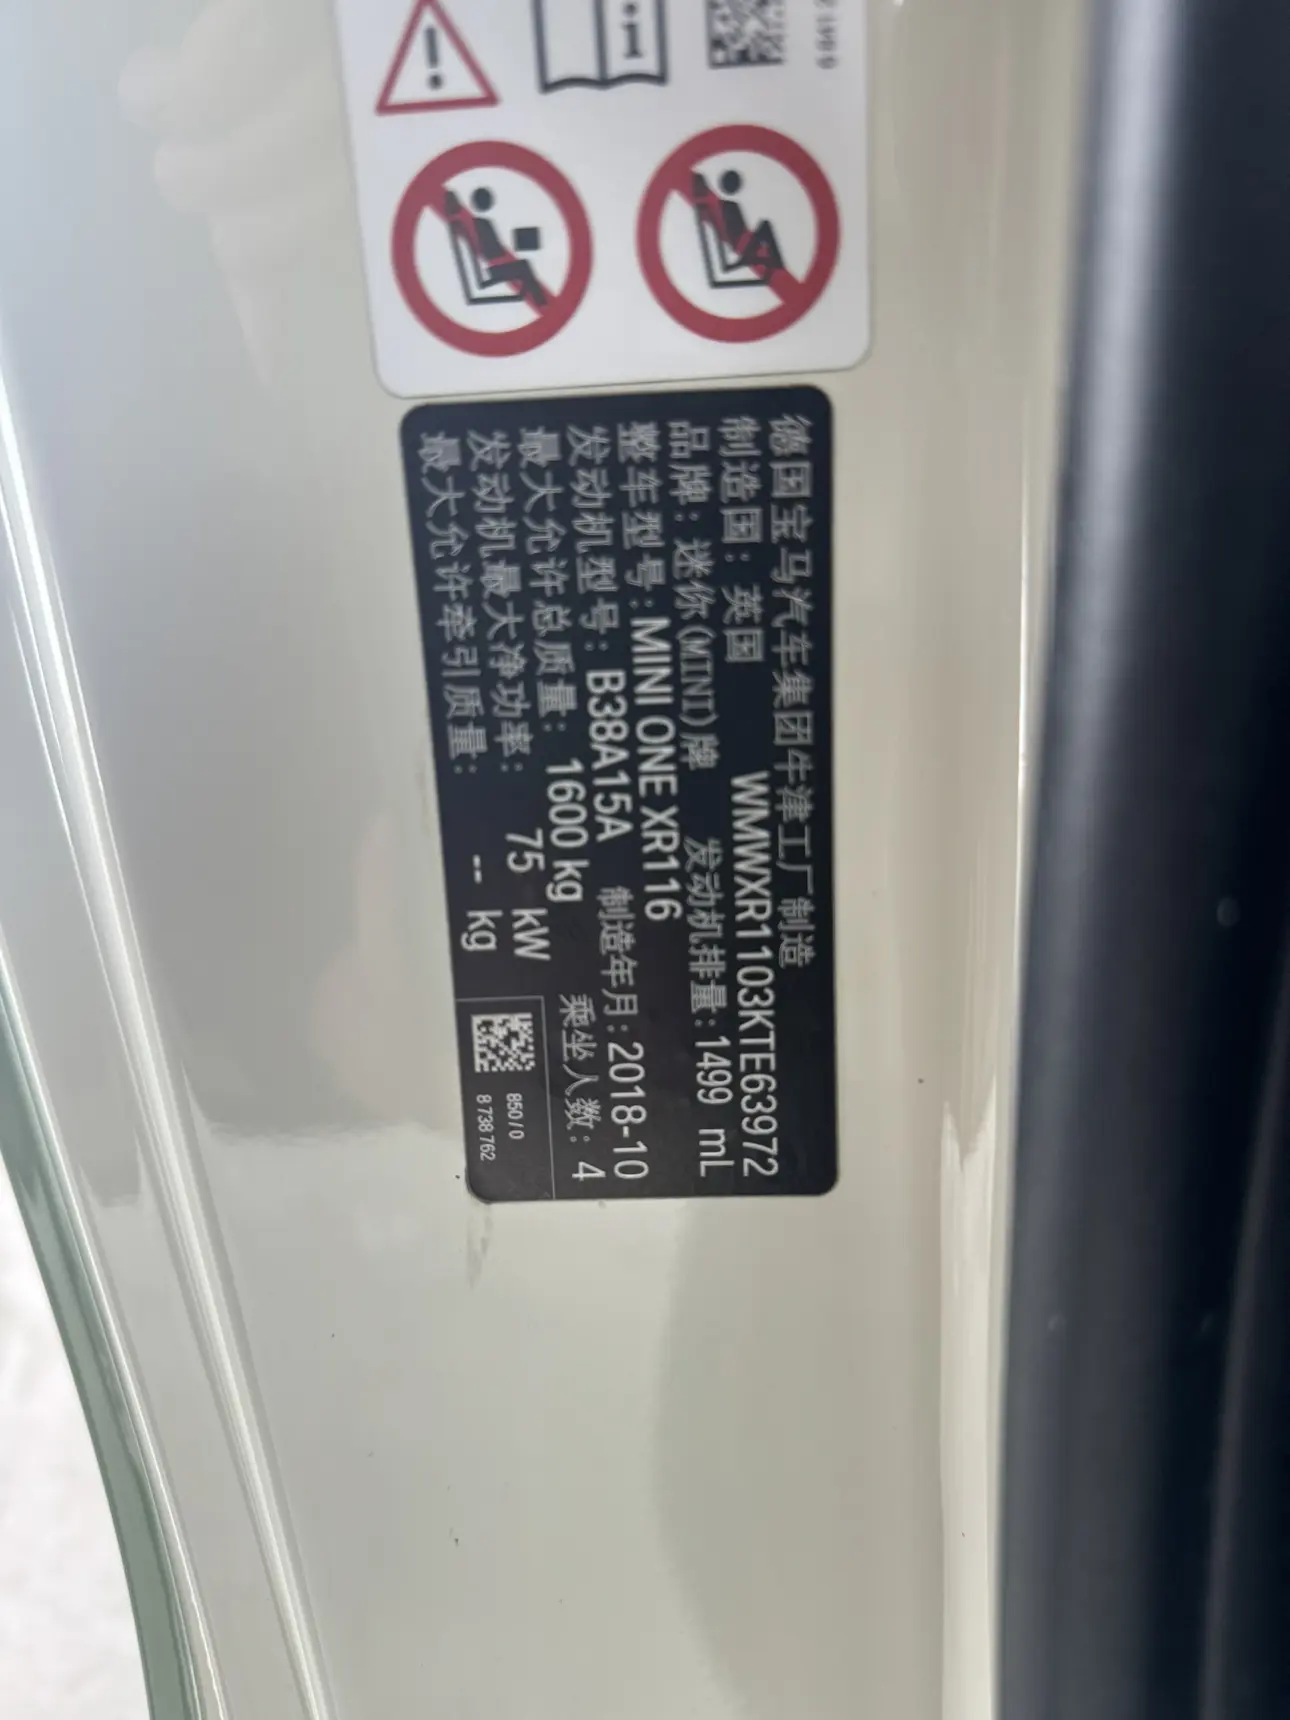 德国宝马汽车集团牛津工厂制造
制造国：英国 WMWXR1103KTE63972
品牌：迷你(MINI)牌 发动机排量：1499 mL
整车型号：MINI ONE XR116
发动机型号：B38A15A 制造年月：2018-10
最大允许总质量：1600 kg 乘坐人数：4
发动机最大净功率：75 kW
最大允许牵引质量：-- kg
850/0
8 738 762